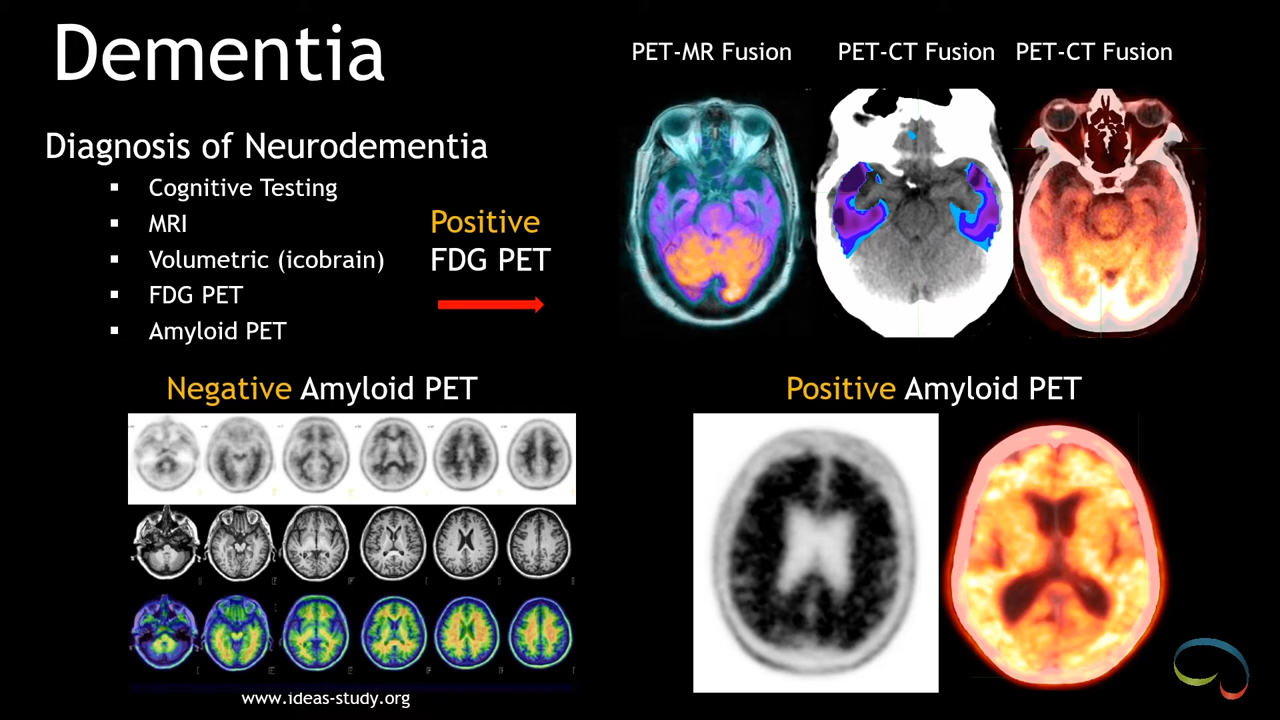 Dementia
Diagnosis of Neurodementia
▪ Cognitive Testing
▪ MRI
▪ Volumetric (icobrain)
▪ FDG PET
▪ Amyloid PET
Positive
FDG PET
PET-MR Fusion
PET-CT Fusion
PET-CT Fusion
Negative Amyloid PET
www.ideas-study.org
Positive Amyloid PET